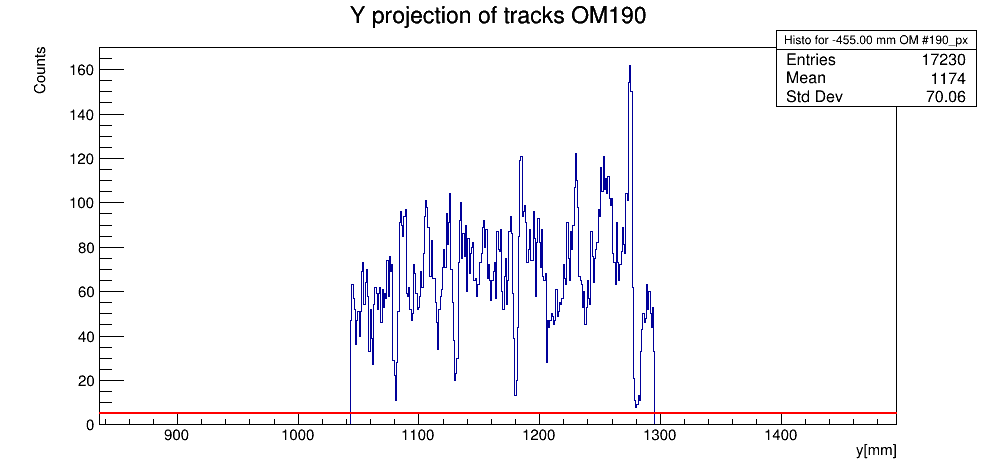 Y projection of tracks OM190
Histo for -455.00 mm OM #190_px
Entries 17230
Mean 1174
Std Dev 70.06
Counts
160
140
120
100
80
60
40
20
0
900 1000 1100 1200 1300 1400
y[mm]